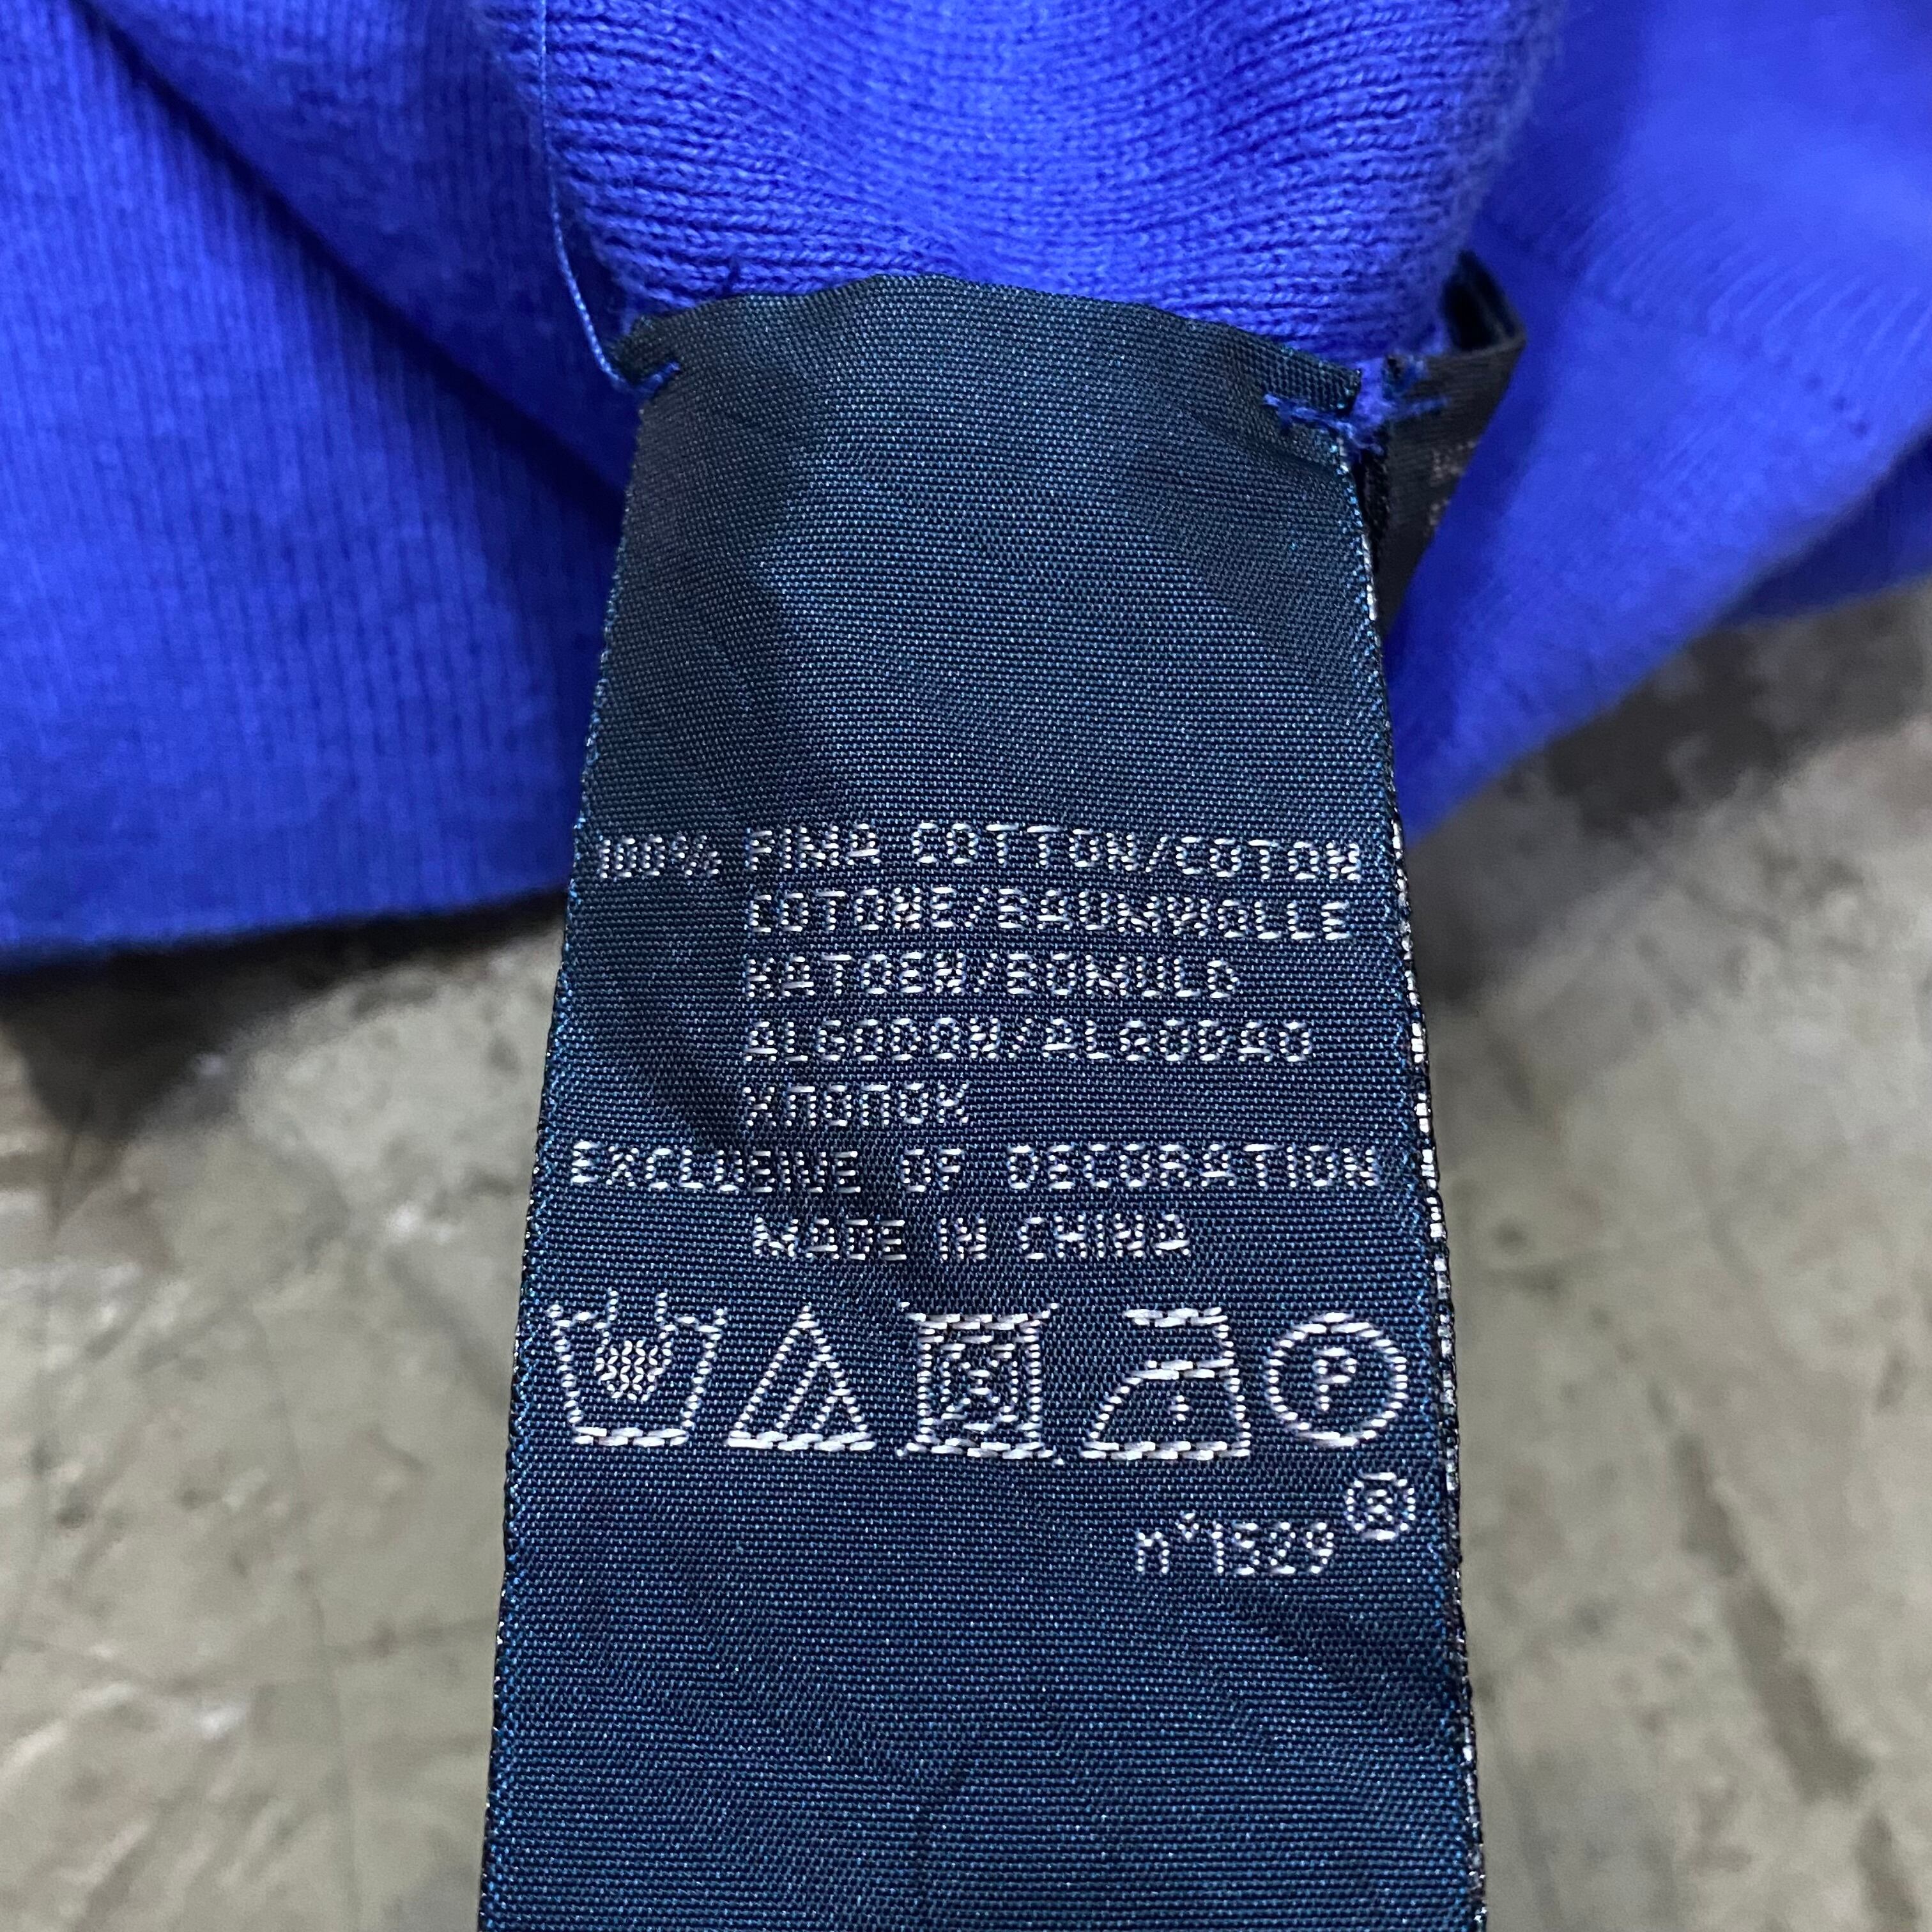 100% PIMA COTTON/COTON
COTONE/BAUMWOLLE
KATOEN/BOMULD
ALGODON/ALGODAO
ХЛОПОК
EXCLUSIVE OF DECORATION
MADE IN CHINA
P
n°1529®